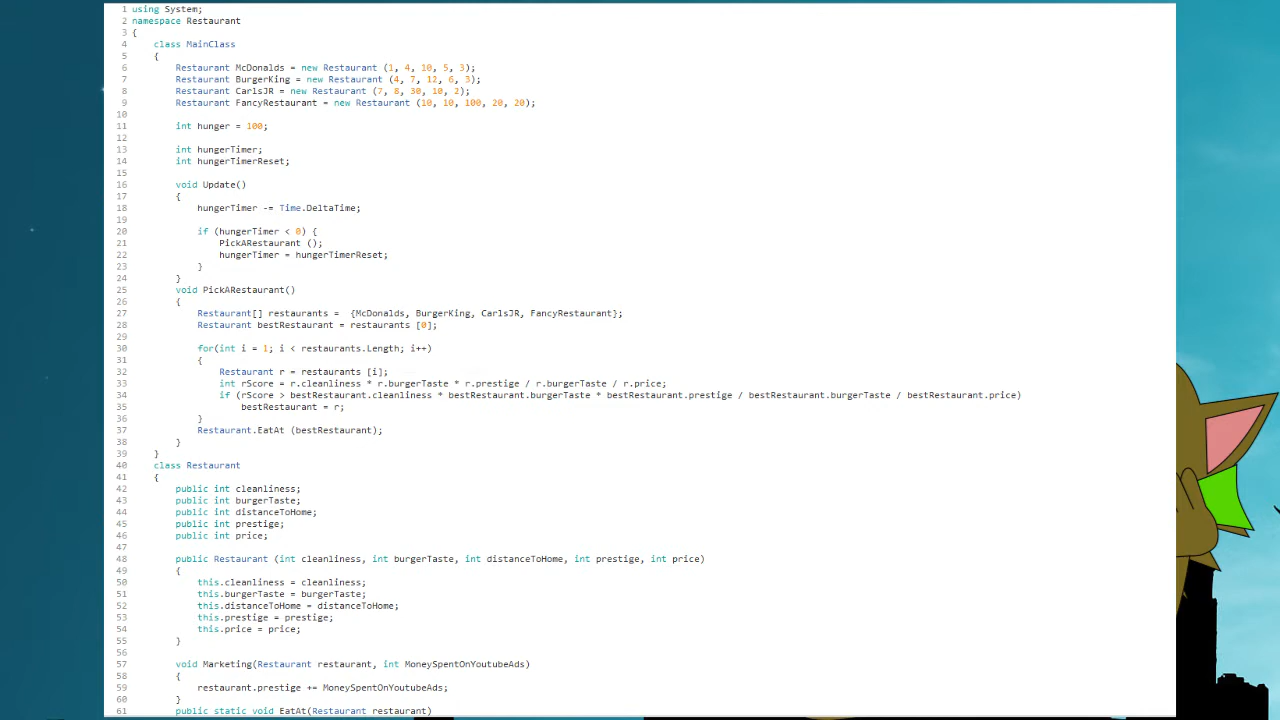 1 using System;
2 namespace Restaurant
3 {
4 class MainClass
5 {
6 Restaurant McDonalds = new Restaurant (1, 4, 10, 5, 3);
7 Restaurant BurgerKing = new Restaurant (4, 7, 12, 6, 3);
8 Restaurant CarlsJR = new Restaurant (7, 8, 30, 10, 2);
9 Restaurant FancyRestaurant = new Restaurant (10, 10, 100, 20, 20);
10
11 int hunger = 100;
12
13 int hungerTimer;
14 int hungerTimerReset;
15
16 void Update()
17 {
18 hungerTimer -= Time.DeltaTime;
19
20 if (hungerTimer < 0) {
21 PickARestaurant ();
22 hungerTimer = hungerTimerReset;
23 }
24 }
25 void PickARestaurant()
26 {
27 Restaurant[] restaurants = {McDonalds, BurgerKing, CarlsJR, FancyRestaurant};
28 Restaurant bestRestaurant = restaurants [0];
29
30 for(int i = 1; i < restaurants.Length; i++)
31 {
32 Restaurant r = restaurants [i];
33 int rScore = r.cleanliness * r.burgerTaste * r.prestige / r.burgerTaste / r.price;
34 if (rScore > bestRestaurant.cleanliness * bestRestaurant.burgerTaste * bestRestaurant.prestige / bestRestaurant.burgerTaste / bestRestaurant.price)
35 bestRestaurant = r;
36 }
37 Restaurant.EatAt (bestRestaurant);
38 }
39 }
40 class Restaurant
41 {
42 public int cleanliness;
43 public int burgerTaste;
44 public int distanceToHome;
45 public int prestige;
46 public int price;
47
48 public Restaurant (int cleanliness, int burgerTaste, int distanceToHome, int prestige, int price)
49 {
50 this.cleanliness = cleanliness;
51 this.burgerTaste = burgerTaste;
52 this.distanceToHome = distanceToHome;
53 this.prestige = prestige;
54 this.price = price;
55 }
56
57 void Marketing(Restaurant restaurant, int MoneySpentOnYoutubeAds)
58 {
59 restaurant.prestige += MoneySpentOnYoutubeAds;
60 }
61 public static void EatAt(Restaurant restaurant)